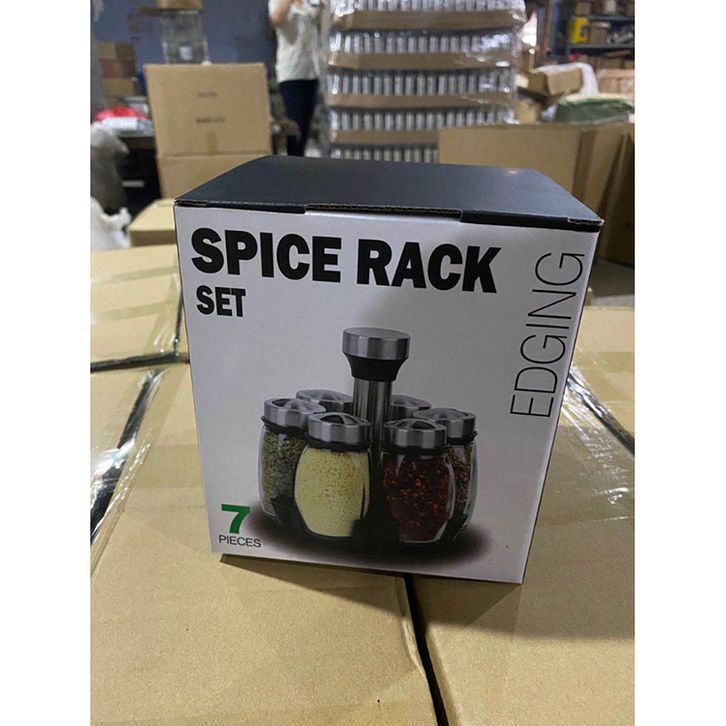 SPICE RACK
SET
EDGING
7
PIECES